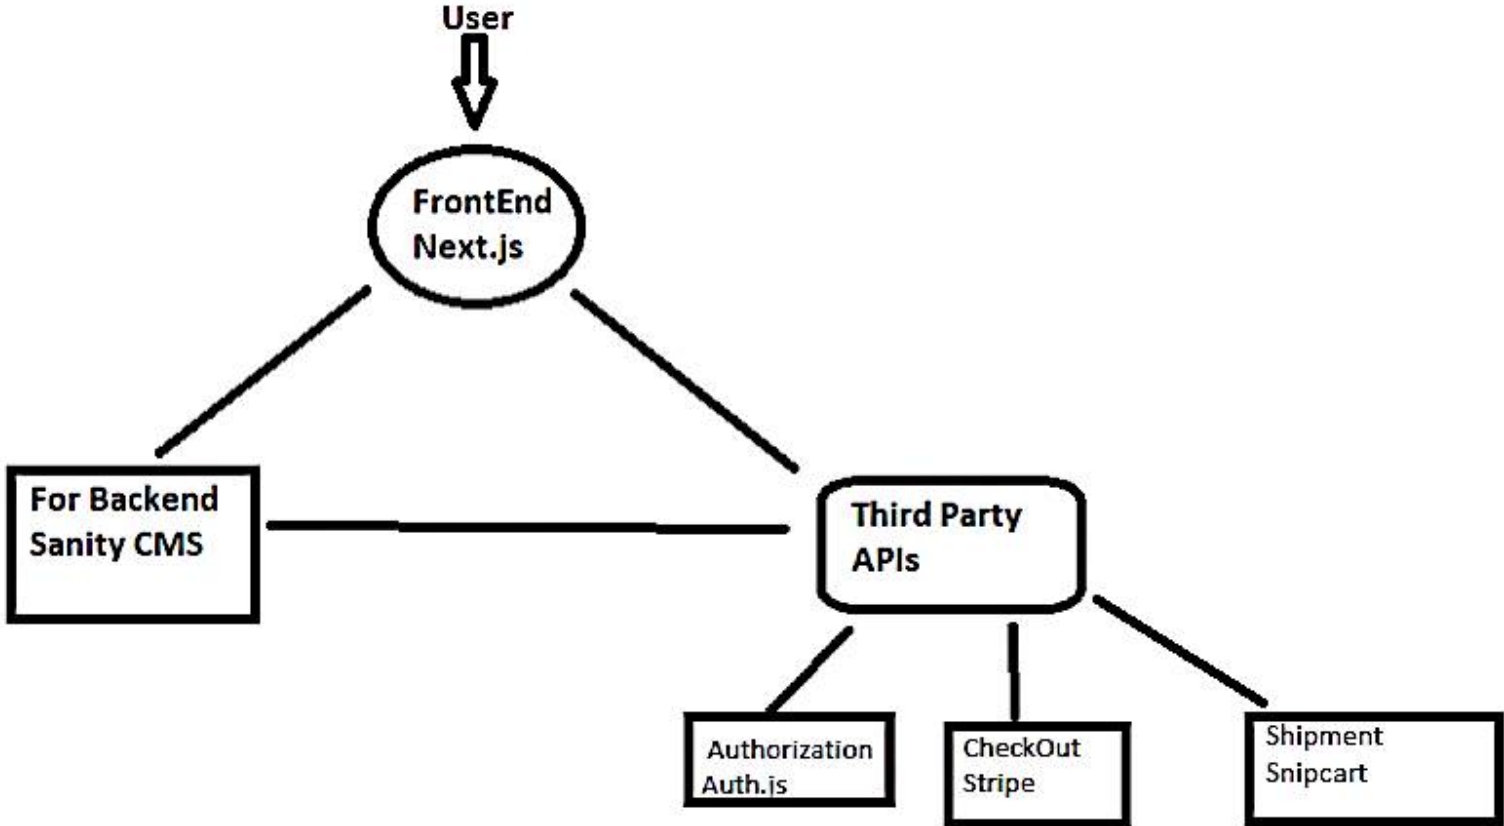 User
FrontEnd
Next.js
For Backend
Sanity CMS
Third Party
APIs
Authorization
Auth.js
CheckOut
Stripe
Shipment
Snipcart